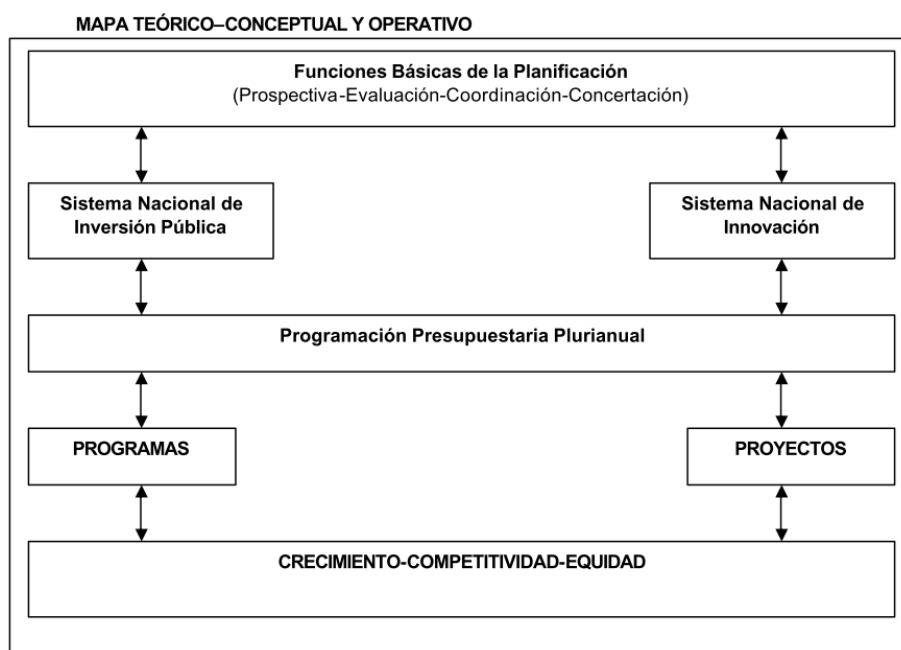 MAPA TEÓRICO–CONCEPTUAL Y OPERATIVO
Funciones Básicas de la Planificación
(Prospectiva-Evaluación-Coordinación-Concertación)
Sistema Nacional de
Inversión Pública
Sistema Nacional de
Innovación
Programación Presupuestaria Plurianual
PROGRAMAS
PROYECTOS
CRECIMIENTO-COMPETITIVIDAD-EQUIDAD